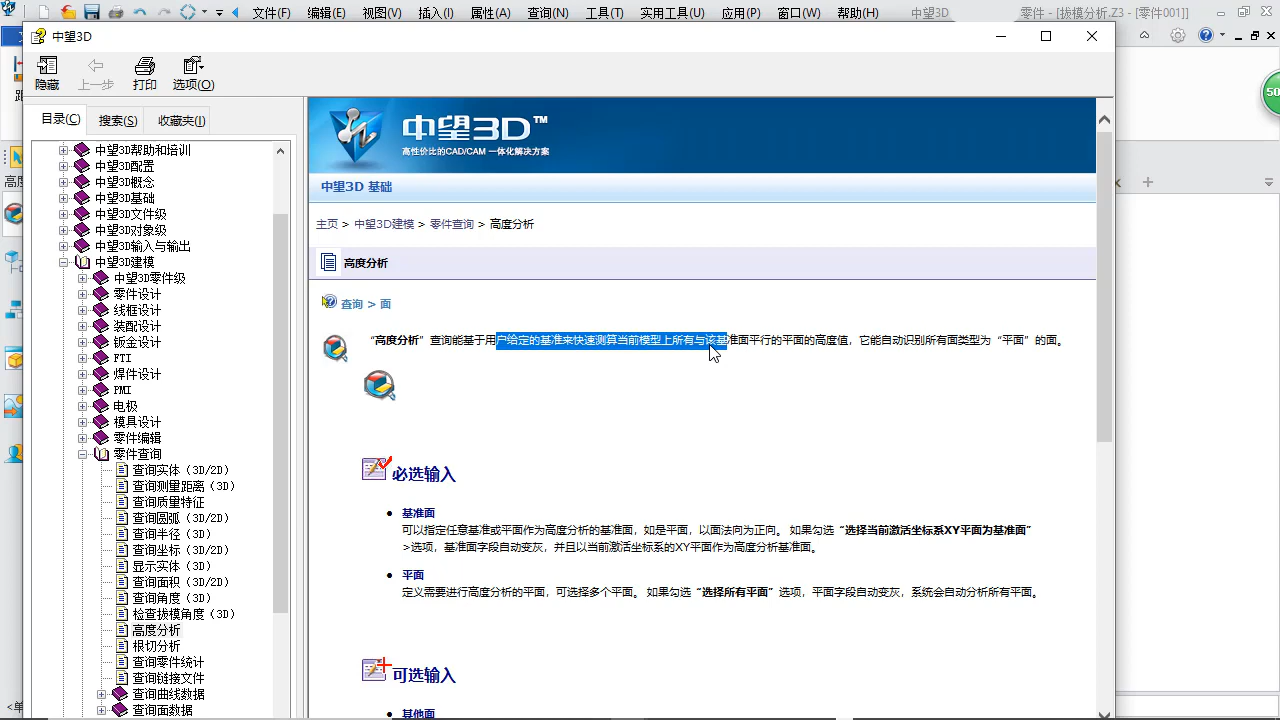 文件(F) 编辑(E) 视图(V) 插入(I) 属性(A) 查询(N) 工具(T) 实用工具(U) 应用(P) 窗口(W) 帮助(H) 中望3D 零件 - [拔模分析.Z3 - [零件001]]
中望3D
隐藏 上一步 打印 选项(O)
目录(C) 搜索(S) 收藏夹(I)
中望3D帮助和培训
中望3D配置
中望3D概念
中望3D基础
中望3D文件级
中望3D对象级
中望3D输入与输出
中望3D建模
中望3D零件级
零件设计
线框设计
装配设计
钣金设计
FTI
焊件设计
PMI
电极
模具设计
零件编辑
零件查询
查询实体 (3D/2D)
查询测量距离 (3D)
查询质量特征
查询圆弧 (3D/2D)
查询半径 (3D)
查询坐标 (3D/2D)
显示实体 (3D)
查询面积 (3D/2D)
查询角度 (3D)
检查拔模角度 (3D)
高度分析
根切分析
查询零件统计
查询链接文件
查询曲线数据
查询面数据
中望3D™
高性价比的CAD/CAM 一体化解决方案
中望3D 基础
主页 > 中望3D建模 > 零件查询 > 高度分析
高度分析
查询 > 面
“高度分析”查询能基于用户给定的基准来快速测算当前模型上所有与该基准面平行的平面的高度值，它能自动识别所有面类型为“平面”的面。
必选输入
基准面
可以指定任意基准或平面作为高度分析的基准面，如是平面，以面法向为正向。 如果勾选“选择当前激活坐标系XY平面为基准面”
>选项，基准面字段自动变灰，并且以当前激活坐标系的XY平面作为高度分析基准面。
平面
定义需要进行高度分析的平面，可选择多个平面。 如果勾选“选择所有平面”选项，平面字段自动变灰，系统会自动分析所有平面。
可选输入
其他面
50